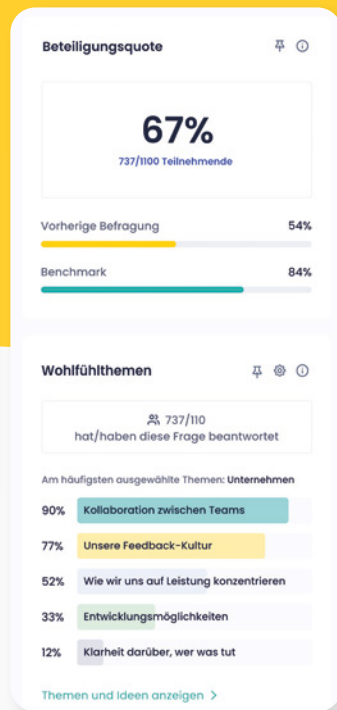 Beteiligungsquote
67%
737/1100 Teilnehmende
Vorherige Befragung 54%
Benchmark 84%
Wohlfühlthemen
737/110
hat/haben diese Frage beantwortet
Am häufigsten ausgewählte Themen: Unternehmen
90% Kollaboration zwischen Teams
77% Unsere Feedback-Kultur
52% Wie wir uns auf Leistung konzentrieren
33% Entwicklungsmöglichkeiten
12% Klarheit darüber, wer was tut
Themen und Ideen anzeigen >